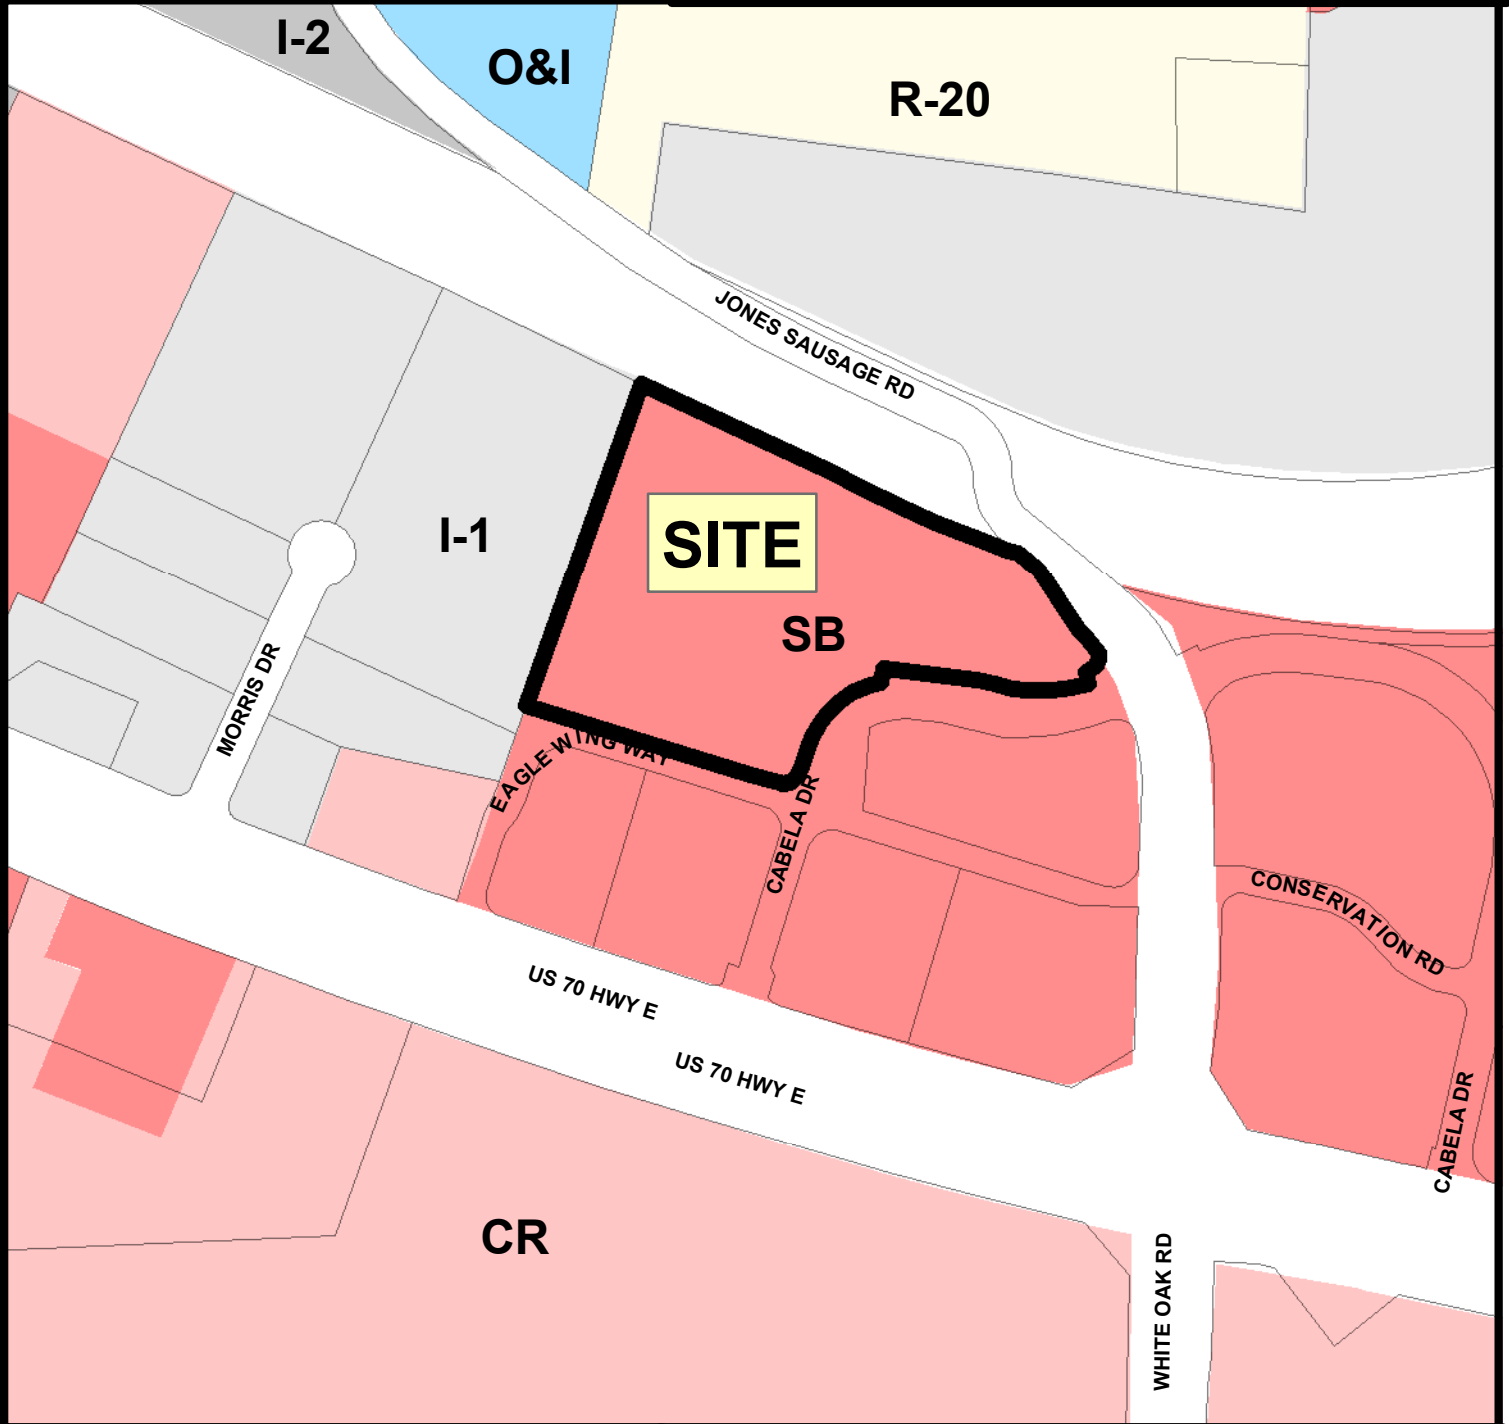 I-2
O&I
R-20
JONES SAUSAGE RD
I-1
SITE
SB
MORRIS DR
EAGLE WING WAY
CABELA DR
CONSERVATION RD
US 70 HWY E
US 70 HWY E
CABELA DR
CR
WHITE OAK RD